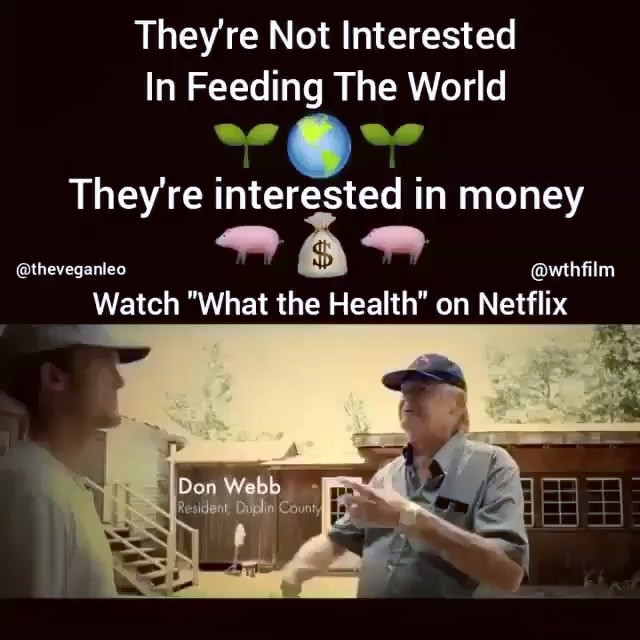 They're Not Interested
In Feeding The World
They're interested in money
@theveganleo
@wthfilm
Watch "What the Health" on Netflix
Don Webb
Resident, Duplin County